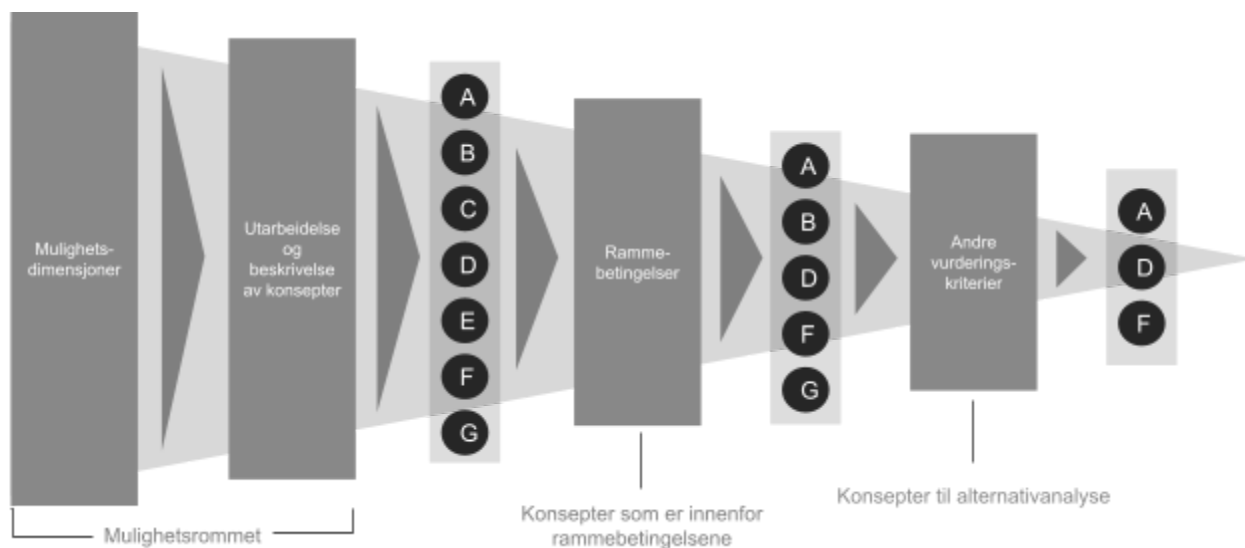 Mulighets-
dimensjoner
Utarbeidelse
og
beskrivelse
av konsepter
A
B
C
D
E
F
G
Ramme-
betingelser
A
B
D
F
G
Andre
vurderings-
kriterier
A
D
F
Mulighetsrommet
Konsepter som er innenfor
rammebetingelsene
Konsepter til alternativanalyse